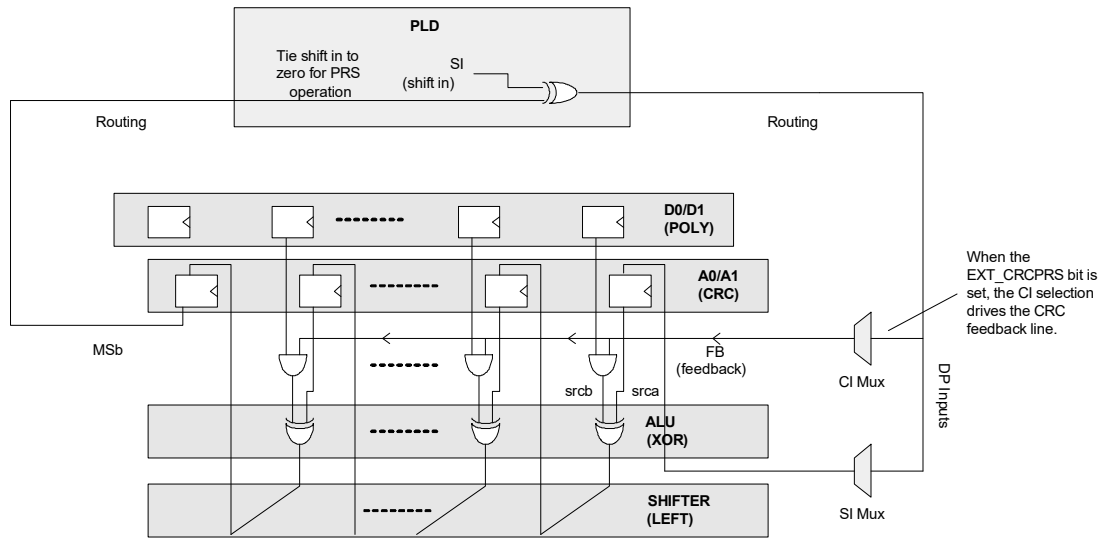 PLD
Tie shift in to
zero for PRS
operation
SI
(shift in)
Routing
Routing
D0/D1
(POLY)
A0/A1
(CRC)
When the
EXT_CRCPRS bit is
set, the CI selection
drives the CRC
feedback line.
MSb
FB
(feedback)
CI Mux
DP Inputs
srcb
srca
ALU
(XOR)
SHIFTER
(LEFT)
SI Mux